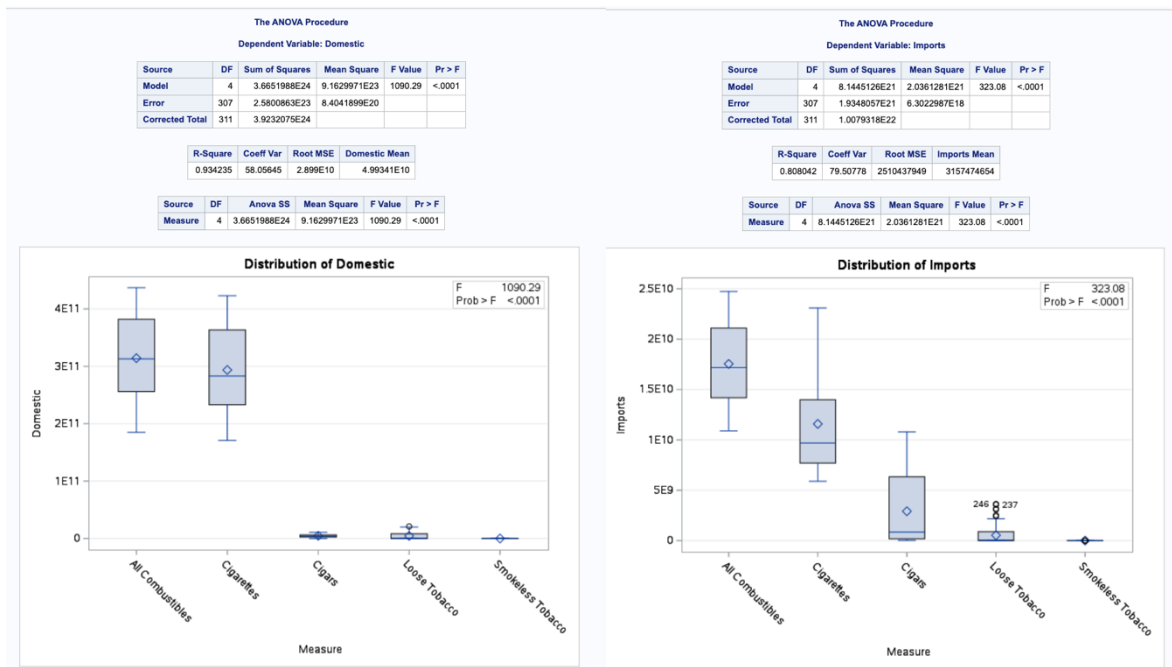 The ANOVA Procedure
Dependent Variable: Domestic
Source DF Sum of Squares Mean Square F Value Pr > F
Model 4 3.6651988E24 9.1629971E23 1090.29 <.0001
Error 307 2.5800863E23 8.4041899E20
Corrected Total 311 3.9232075E24
R-Square Coeff Var Root MSE Domestic Mean
0.934235 58.05645 2.899E10 4.99341E10
Source DF Anova SS Mean Square F Value Pr > F
Measure 4 3.6651988E24 9.1629971E23 1090.29 <.0001
Distribution of Domestic
F 1090.29
Prob > F <.0001
4E11
3E11
2E11
1E11
0
Domestic
All Combustibles
Cigarettes
Cigars
Loose Tobacco
Smokeless Tobacco
Measure
The ANOVA Procedure
Dependent Variable: Imports
Source DF Sum of Squares Mean Square F Value Pr > F
Model 4 8.1445126E21 2.0361281E21 323.08 <.0001
Error 307 1.9348057E21 6.3022987E18
Corrected Total 311 1.0079318E22
R-Square Coeff Var Root MSE Imports Mean
0.808042 79.50778 2510437949 3157474654
Source DF Anova SS Mean Square F Value Pr > F
Measure 4 8.1445126E21 2.0361281E21 323.08 <.0001
Distribution of Imports
F 323.08
Prob > F <.0001
2.5E10
2E10
1.5E10
1E10
5E9
0
Imports
246 237
All Combustibles
Cigarettes
Cigars
Loose Tobacco
Smokeless Tobacco
Measure